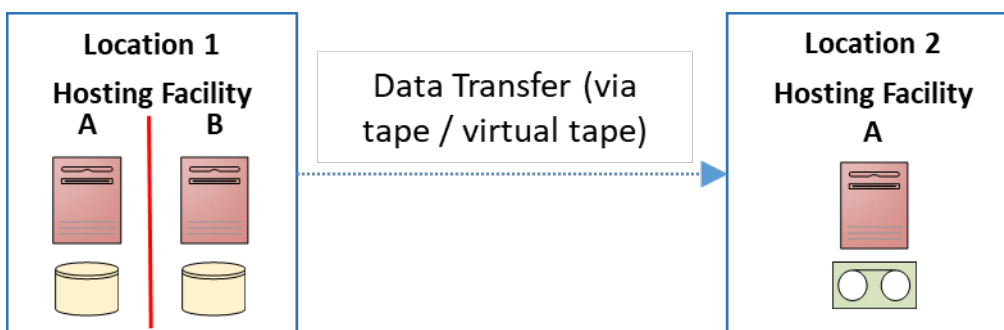 Location 1
Hosting Facility
A B
Data Transfer (via
tape / virtual tape)
Location 2
Hosting Facility
A